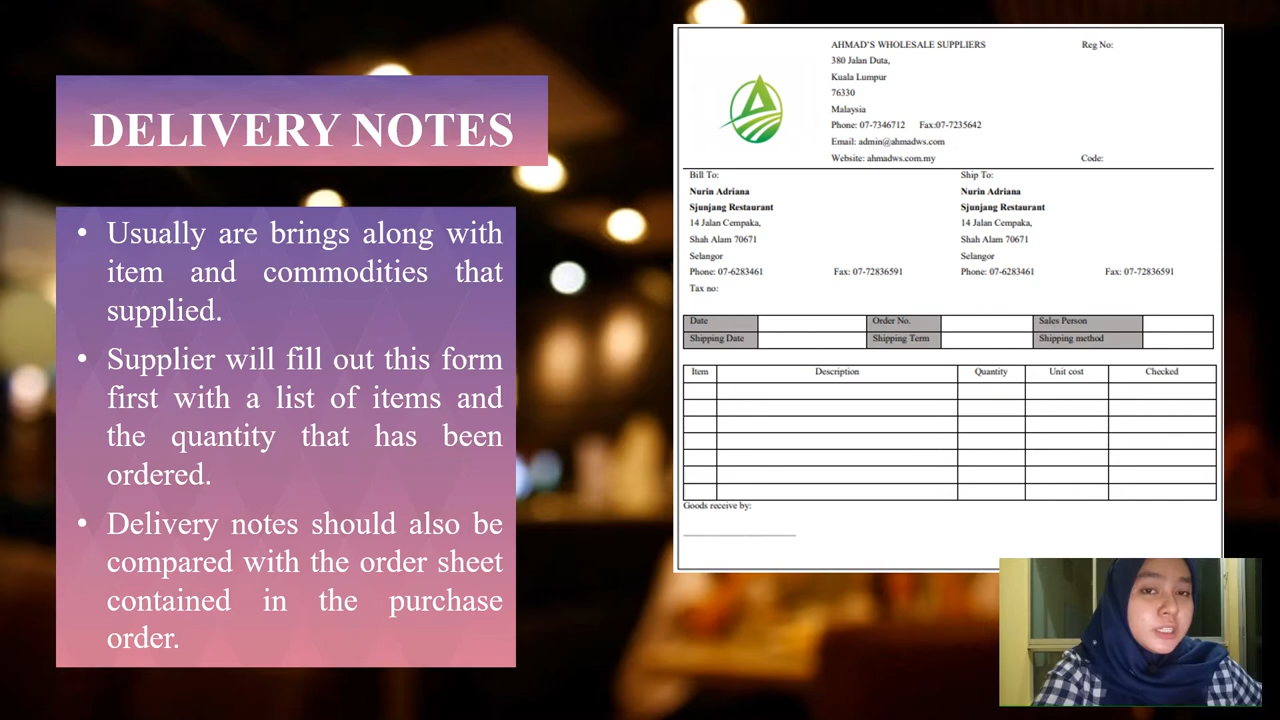 DELIVERY NOTES
• Usually are brings along with
item and commodities that
supplied.
• Supplier will fill out this form
first with a list of items and
the quantity that has been
ordered.
• Delivery notes should also be
compared with the order sheet
contained in the purchase
order.
AHMAD'S WHOLESALE SUPPLIERS Reg No:
380 Jalan Duta,
Kuala Lumpur
76330
Malaysia
Phone: 07-7346712 Fax:07-7235642
Email: admin@ahmadws.com
Website: ahmadws.com.my Code:
Bill To: Ship To:
Nurin Adriana Nurin Adriana
Sjunjang Restaurant Sjunjang Restaurant
14 Jalan Cempaka, 14 Jalan Cempaka,
Shah Alam 70671 Shah Alam 70671
Selangor Selangor
Phone: 07-6283461 Fax: 07-72836591 Phone: 07-6283461 Fax: 07-72836591
Tax no:
Date Order No. Sales Person
Shipping Date Shipping Term Shipping method
Item Description Quantity Unit cost Checked
Goods receive by: